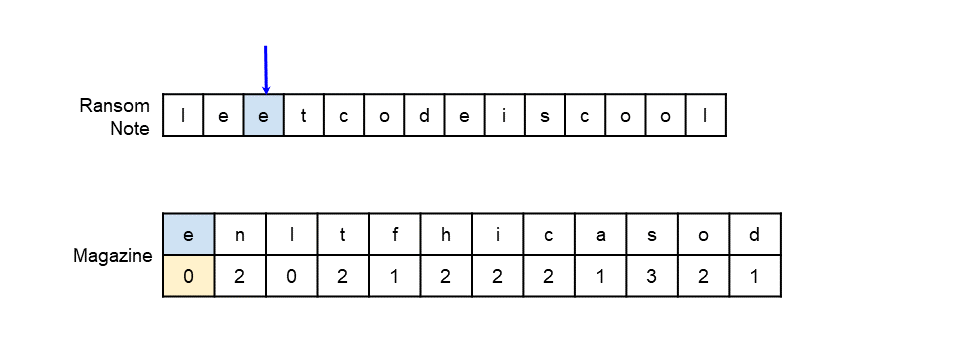 Ransom Note
l e e t c o d e i s c o o l
Magazine
e n l t f h i c a s o d
0 2 0 2 1 2 2 2 1 3 2 1